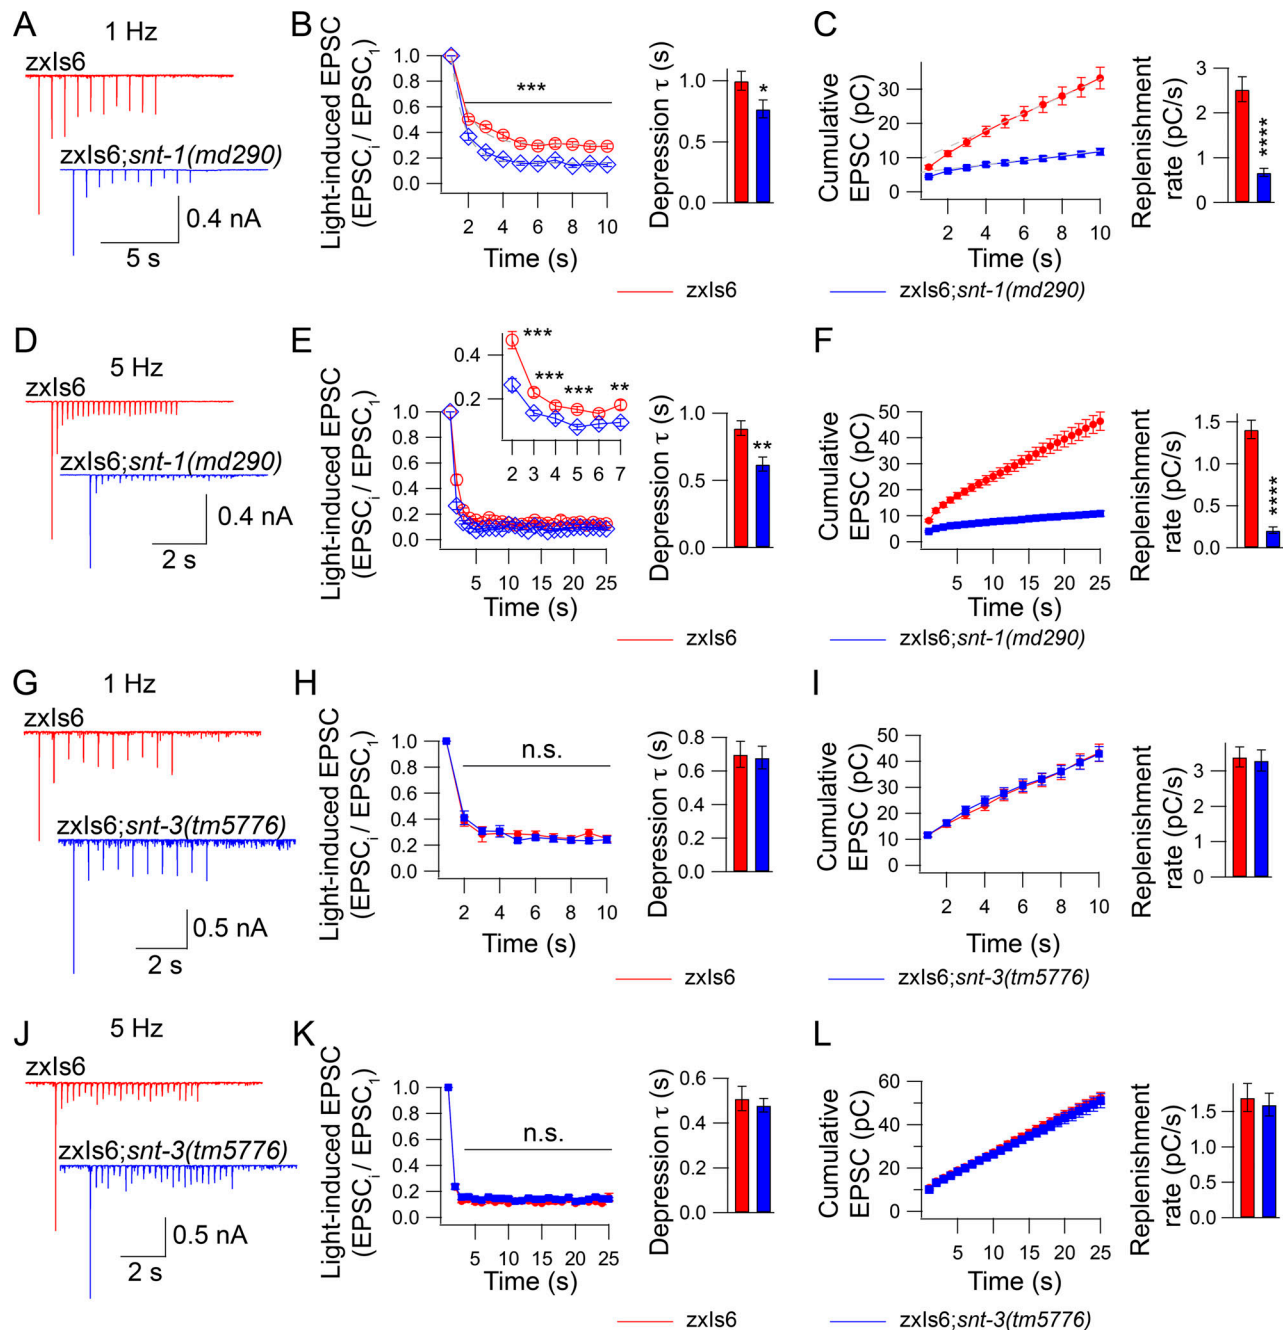 A
1 Hz
zxIs6
zxIs6;snt-1(md290)
0.4 nA
5 s
B
Light-induced EPSC
(EPSCi / EPSC1)
1.0
0.8
0.6
0.4
0.2
0.0
***
2 4 6 8 10
Time (s)
Depression τ (s)
1.0
0.0
*
C
Cumulative
EPSC (pC)
30
20
10
0
2 4 6 8 10
Time (s)
Replenishment
rate (pC/s)
3
2
1
0
****
zxIs6
zxIs6;snt-1(md290)
D
5 Hz
zxIs6
zxIs6;snt-1(md290)
0.4 nA
2 s
E
Light-induced EPSC
(EPSCi / EPSC1)
1.0
0.8
0.6
0.4
0.2
0.0
5 10 15 20 25
Time (s)
0.4
0.2
*** *** *** **
2 3 4 5 6 7
Depression τ (s)
1.0
0.0
**
F
Cumulative
EPSC (pC)
50
40
30
20
10
0
5 10 15 20 25
Time (s)
Replenishment
rate (pC/s)
1.5
1.0
0.5
0.0
****
zxIs6
zxIs6;snt-1(md290)
G
1 Hz
zxIs6
zxIs6;snt-3(tm5776)
0.5 nA
2 s
H
Light-induced EPSC
(EPSCi / EPSC1)
1.0
0.8
0.6
0.4
0.2
0.0
n.s.
2 4 6 8 10
Time (s)
Depression τ (s)
0.8
0.6
0.4
0.2
0.0
I
Cumulative
EPSC (pC)
50
40
30
20
10
0
2 4 6 8 10
Time (s)
Replenishment
rate (pC/s)
3
2
1
0
zxIs6
zxIs6;snt-3(tm5776)
J
5 Hz
zxIs6
zxIs6;snt-3(tm5776)
0.5 nA
2 s
K
Light-induced EPSC
(EPSCi / EPSC1)
1.0
0.8
0.6
0.4
0.2
0.0
n.s.
5 10 15 20 25
Time (s)
Depression τ (s)
0.6
0.4
0.2
0.0
L
Cumulative
EPSC (pC)
60
40
20
0
5 10 15 20 25
Time (s)
Replenishment
rate (pC/s)
1.5
1.0
0.5
0.0
zxIs6
zxIs6;snt-3(tm5776)